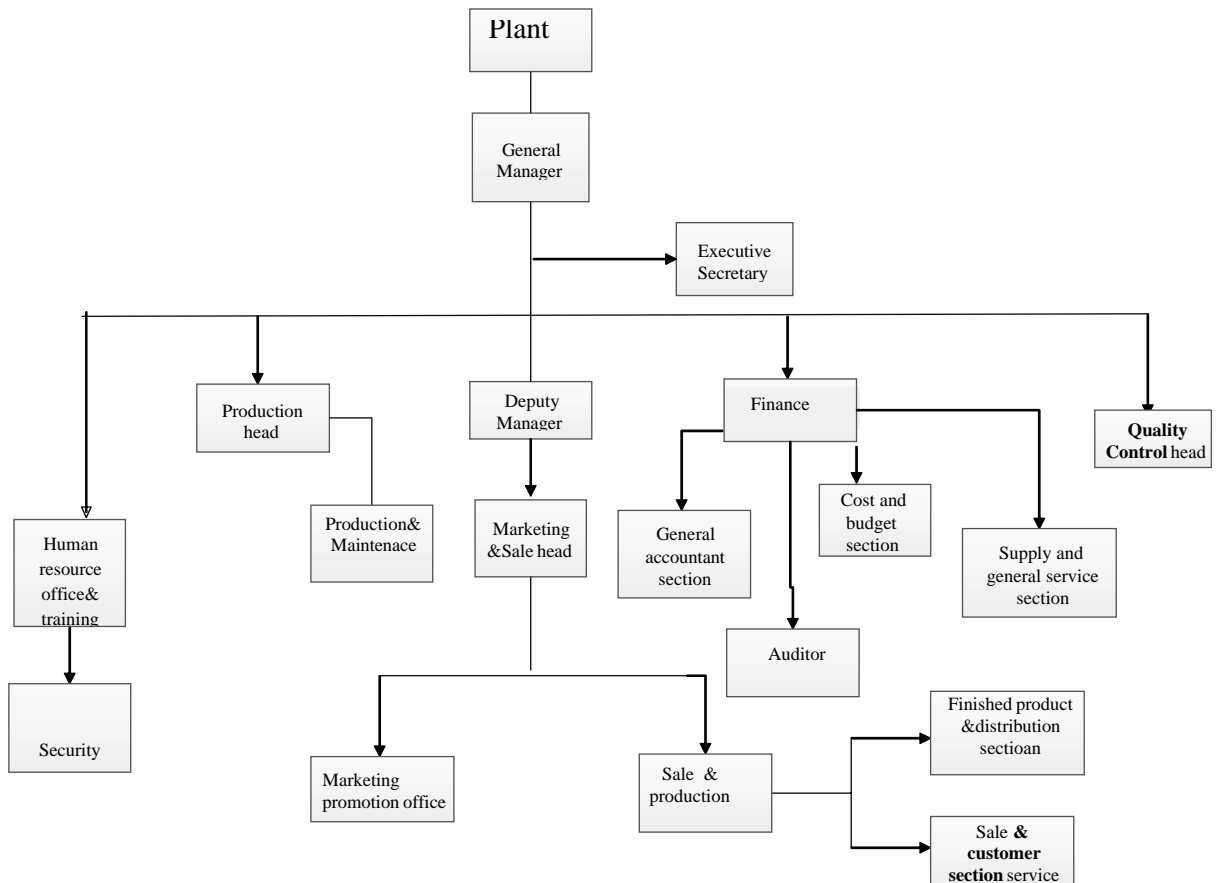 Plant
General
Manager
Executive
Secretary
Production
head
Deputy
Manager
Finance
Quality
Control head
Production&
Maintenace
Marketing
&Sale head
General
accountant
section
Cost and
budget
section
Supply and
general service
section
Human
resource
office&
training
Auditor
Security
Marketing
promotion office
Sale &
production
Finished product
&distribution
sectioan
Sale &
customer
section service